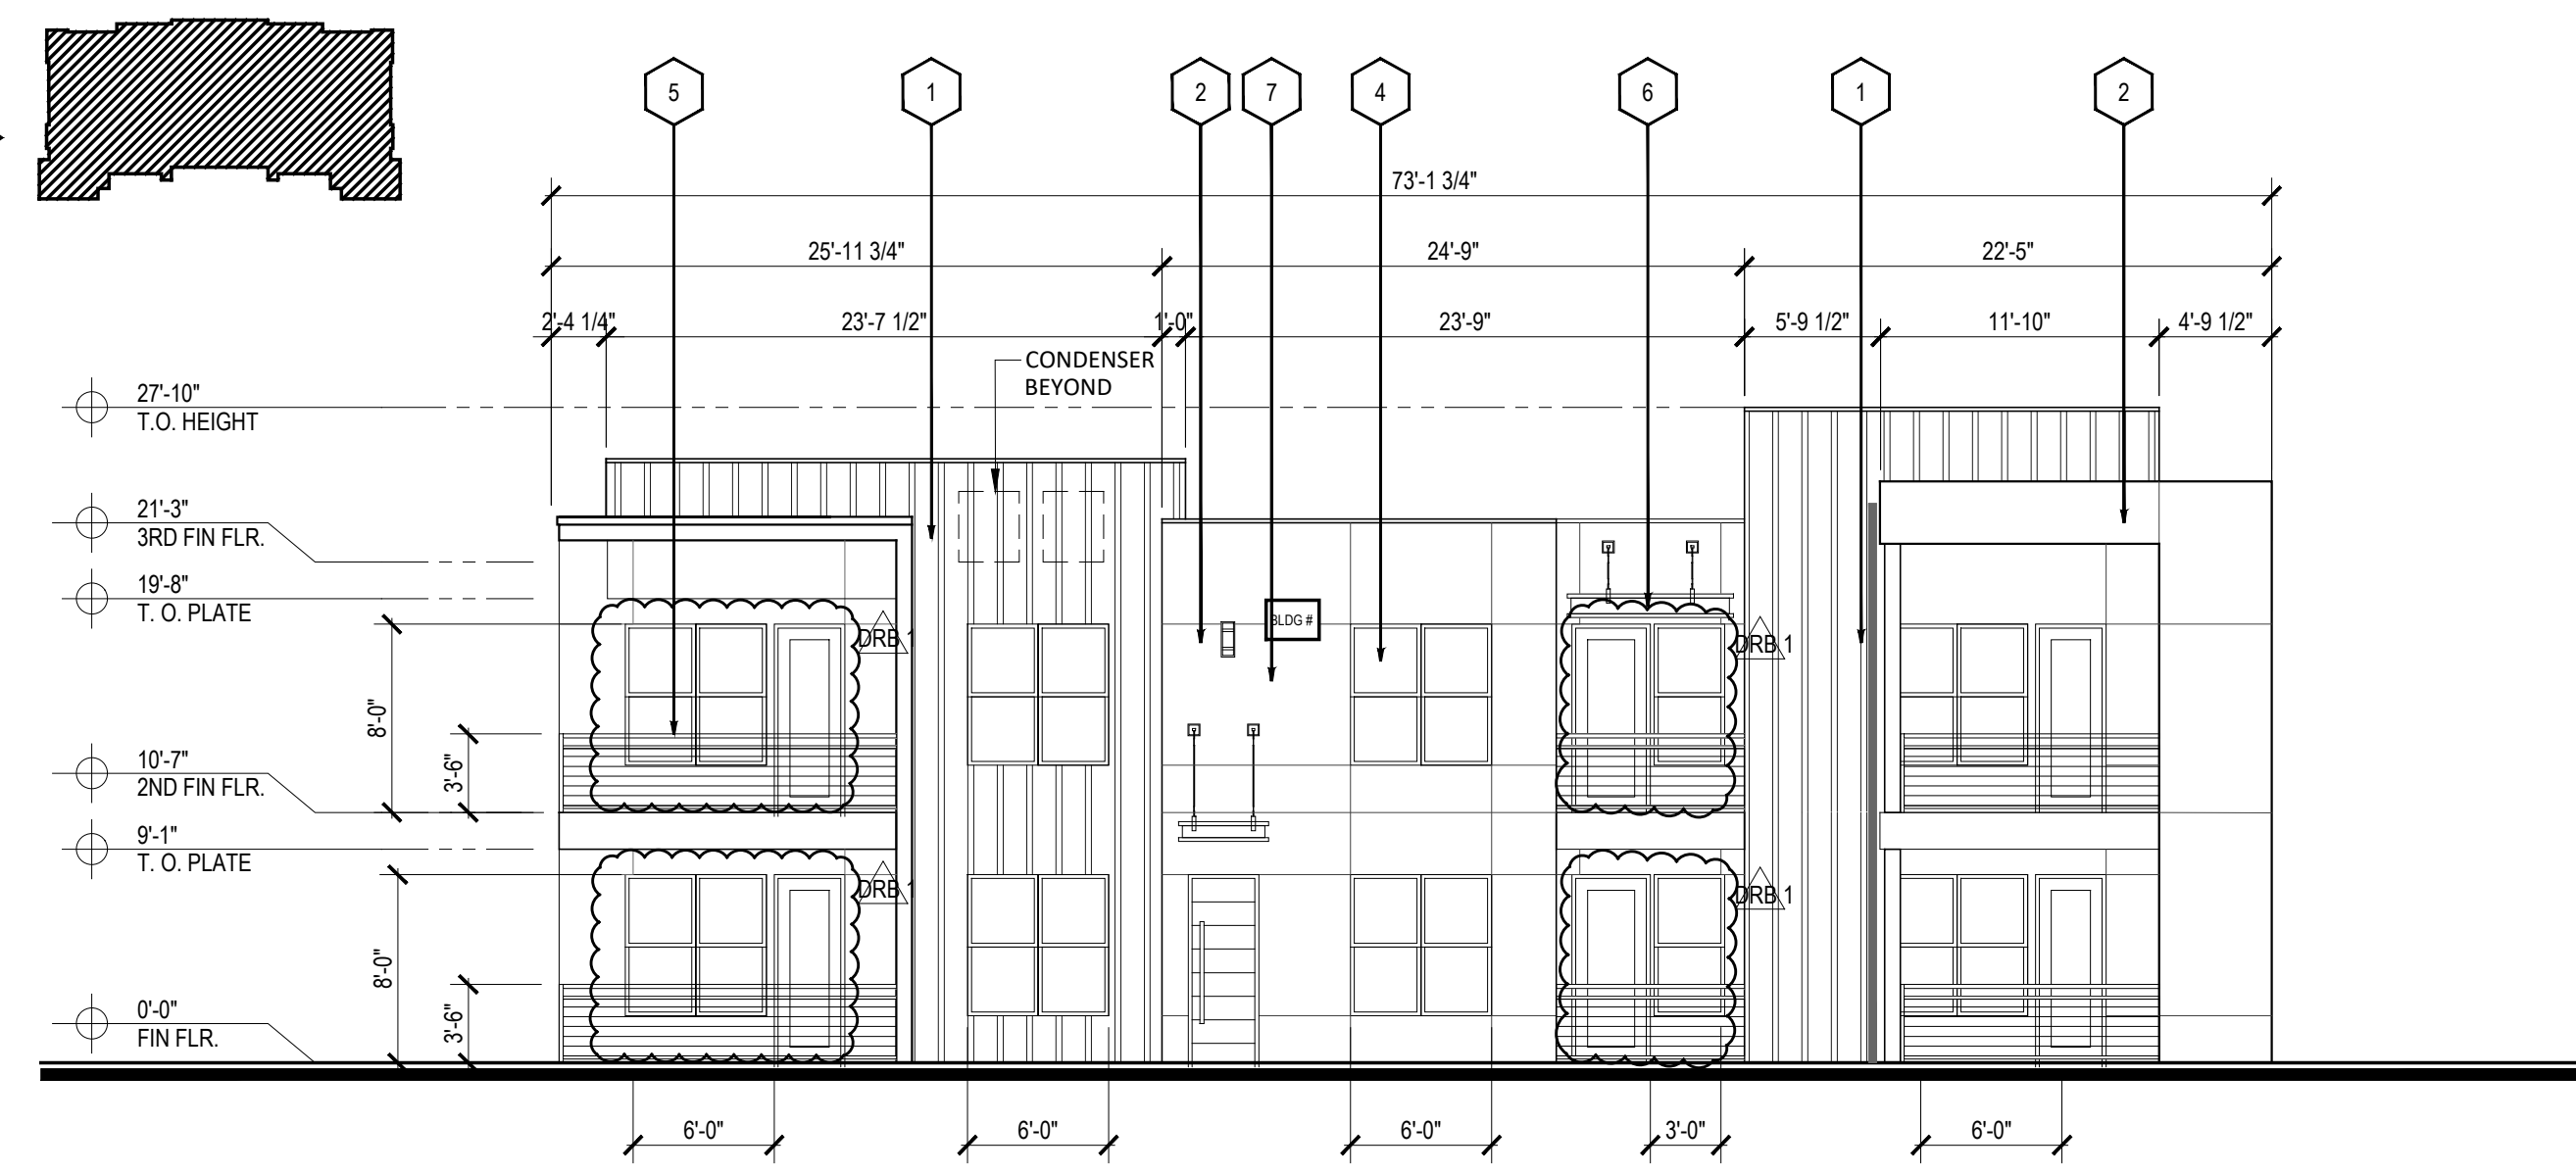 5 1 2 7 4 6 1 2
73'-1 3/4"
25'-11 3/4" 24'-9" 22'-5"
2'-4 1/4" 23'-7 1/2" 1'-0" 23'-9" 5'-9 1/2" 11'-10" 4'-9 1/2"
CONDENSER
BEYOND
27'-10"
T.O. HEIGHT
21'-3"
3RD FIN FLR.
19'-8"
T. O. PLATE
BLDG #
DRB 1 DRB 1
8'-0"
3'-6"
10'-7"
2ND FIN FLR.
9'-1"
T. O. PLATE
DRB 1 DRB 1
8'-0"
3'-6"
0'-0"
FIN FLR.
6'-0" 6'-0" 6'-0" 3'-0" 6'-0"